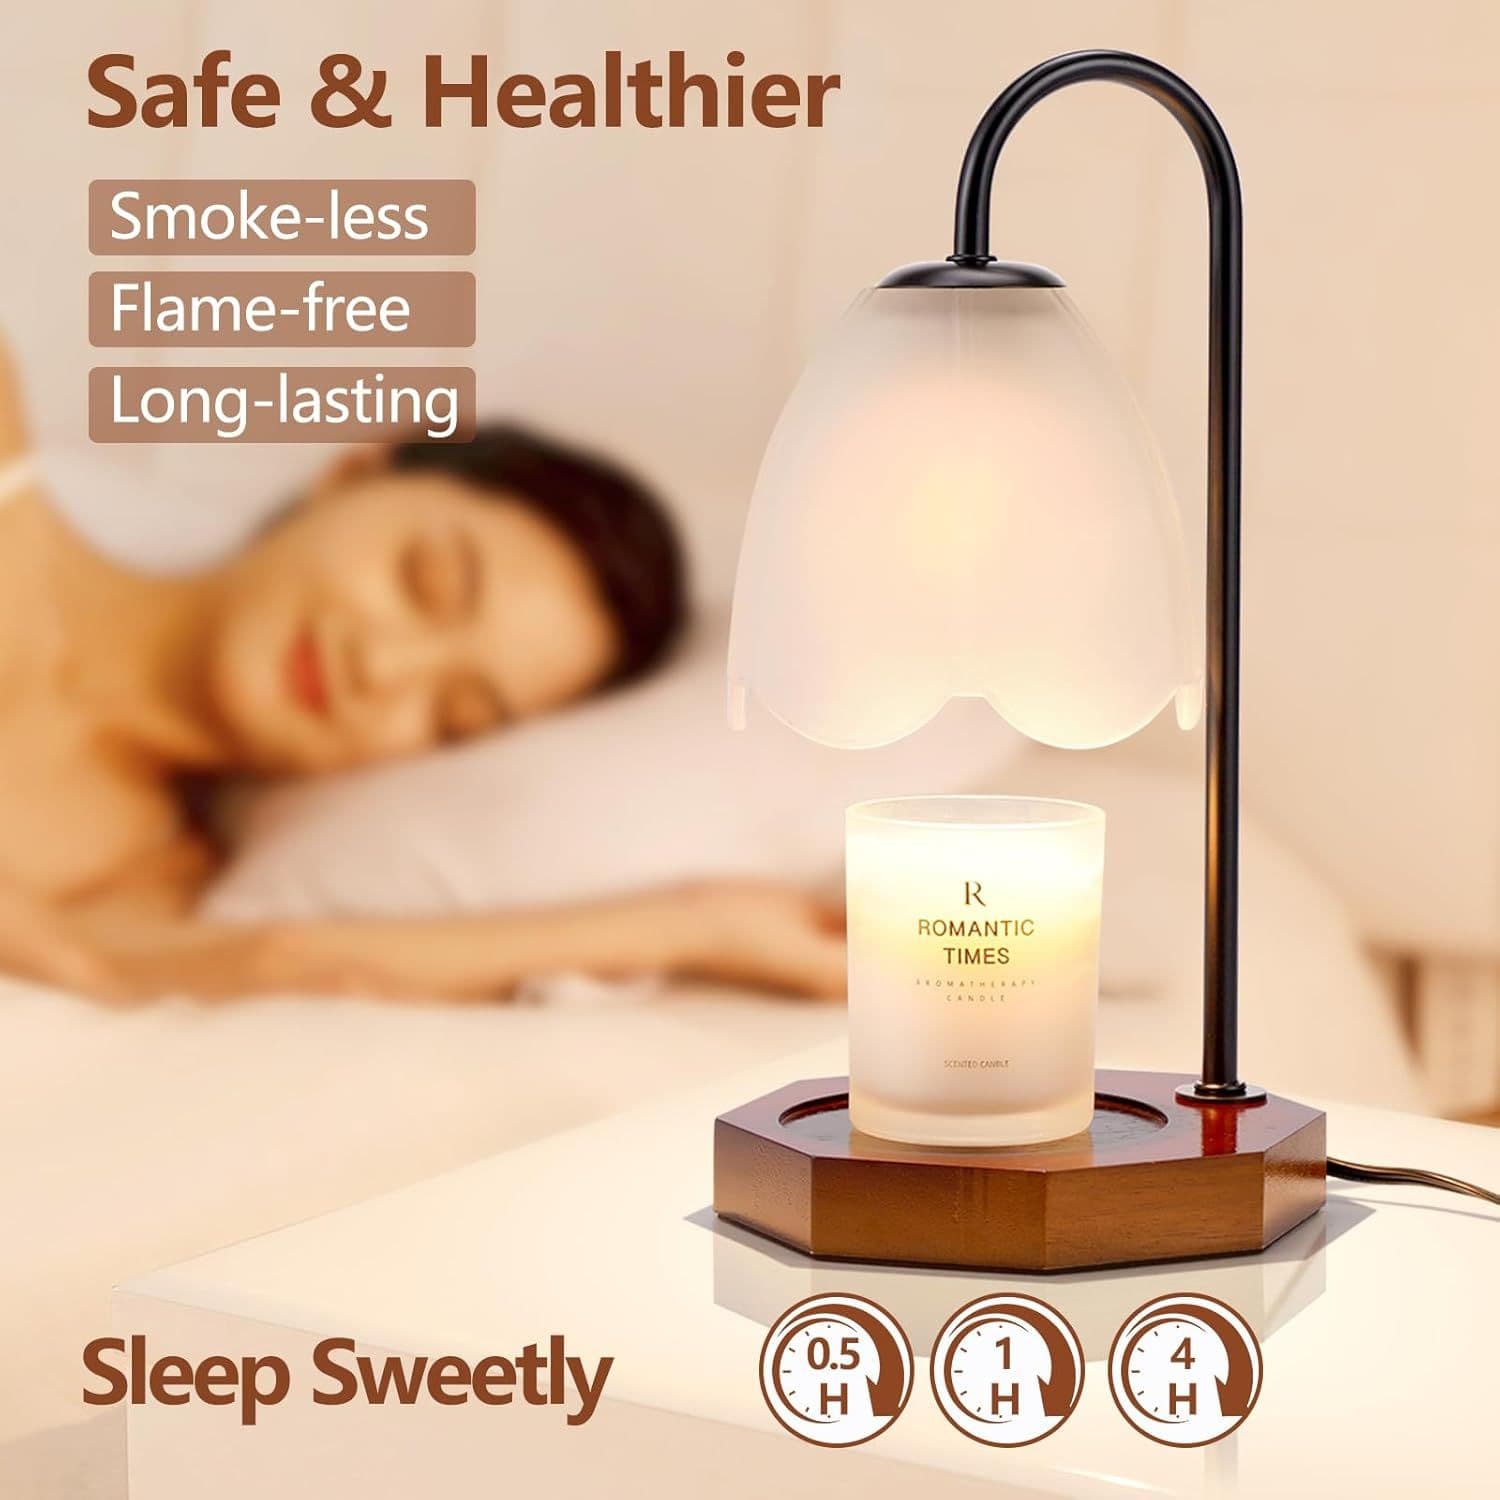 Safe & Healthier
Smoke-less
Flame-free
Long-lasting
R
ROMANTIC
TIMES
AROMATHERAPY
CANDLE
SCENTED CANDLE
Sleep Sweetly
0.5
H
1
H
4
H